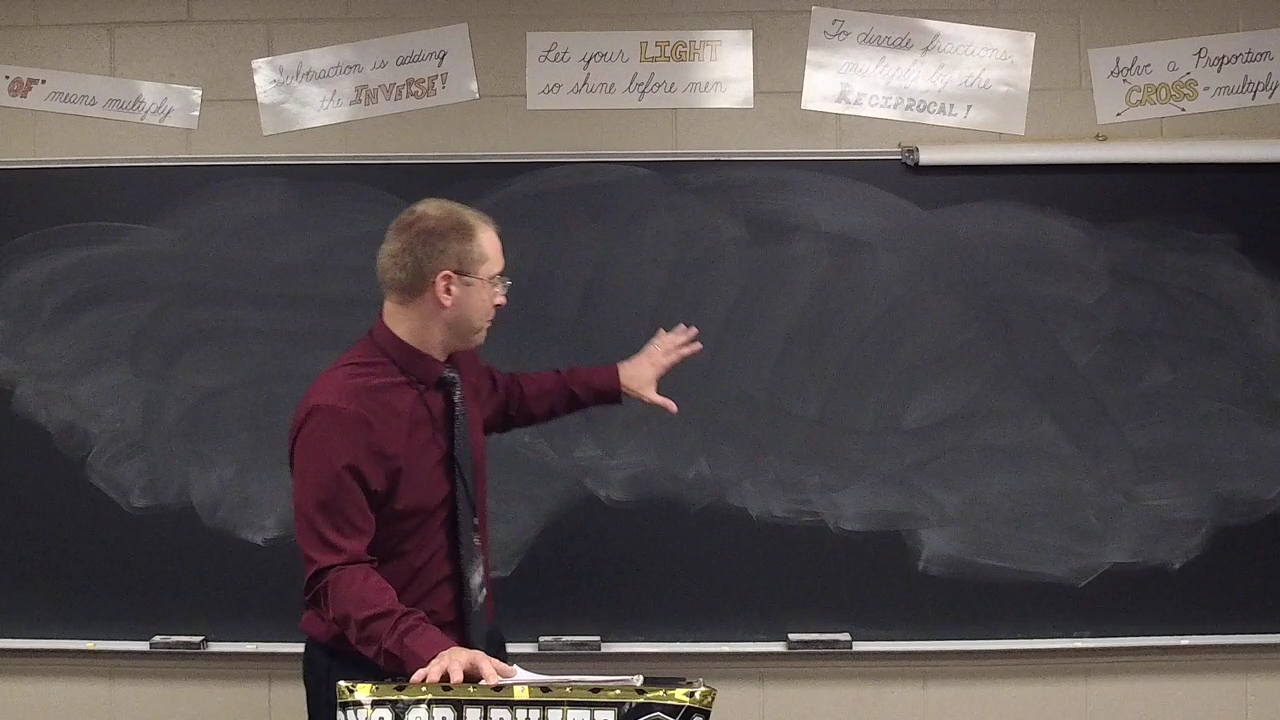 "OF" means multiply
Subtraction is adding
the INVERSE!
Let your LIGHT
so shine before men
To divide fractions,
multiply by the
RECIPROCAL!
Solve a Proportion
CROSS-multiply
GRADUATE